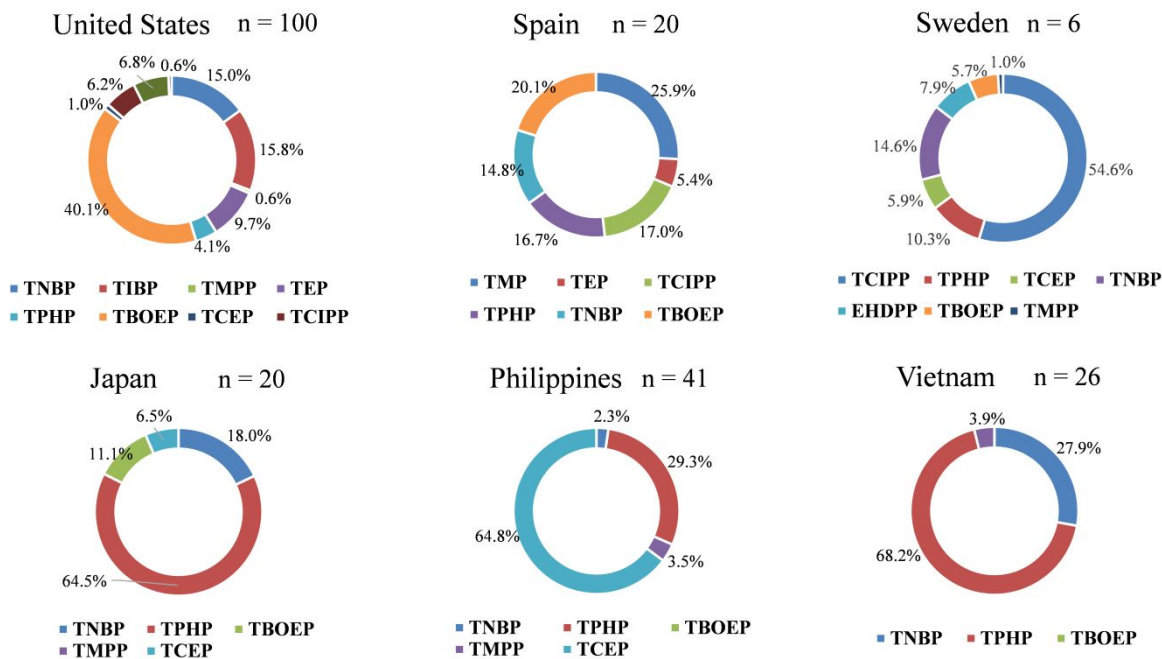 United States n = 100
15.0%
15.8%
0.6%
9.7%
4.1%
40.1%
1.0%
6.2%
6.8%
0.6%
TNBP TIBP TMPP TEP
TPHP TBOEP TCEP TCIPP
Spain n = 20
25.9%
5.4%
17.0%
16.7%
14.8%
20.1%
TMP TEP TCIPP
TPHP TNBP TBOEP
Sweden n = 6
54.6%
10.3%
5.9%
14.6%
7.9%
5.7%
1.0%
TCIPP TPHP TCEP TNBP
EHDPP TBOEP TMPP
Japan n = 20
18.0%
64.5%
11.1%
6.5%
TNBP TPHP TBOEP
TMPP TCEP
Philippines n = 41
2.3%
29.3%
3.5%
64.8%
TNBP TPHP TBOEP
TMPP TCEP
Vietnam n = 26
27.9%
68.2%
3.9%
TNBP TPHP TBOEP